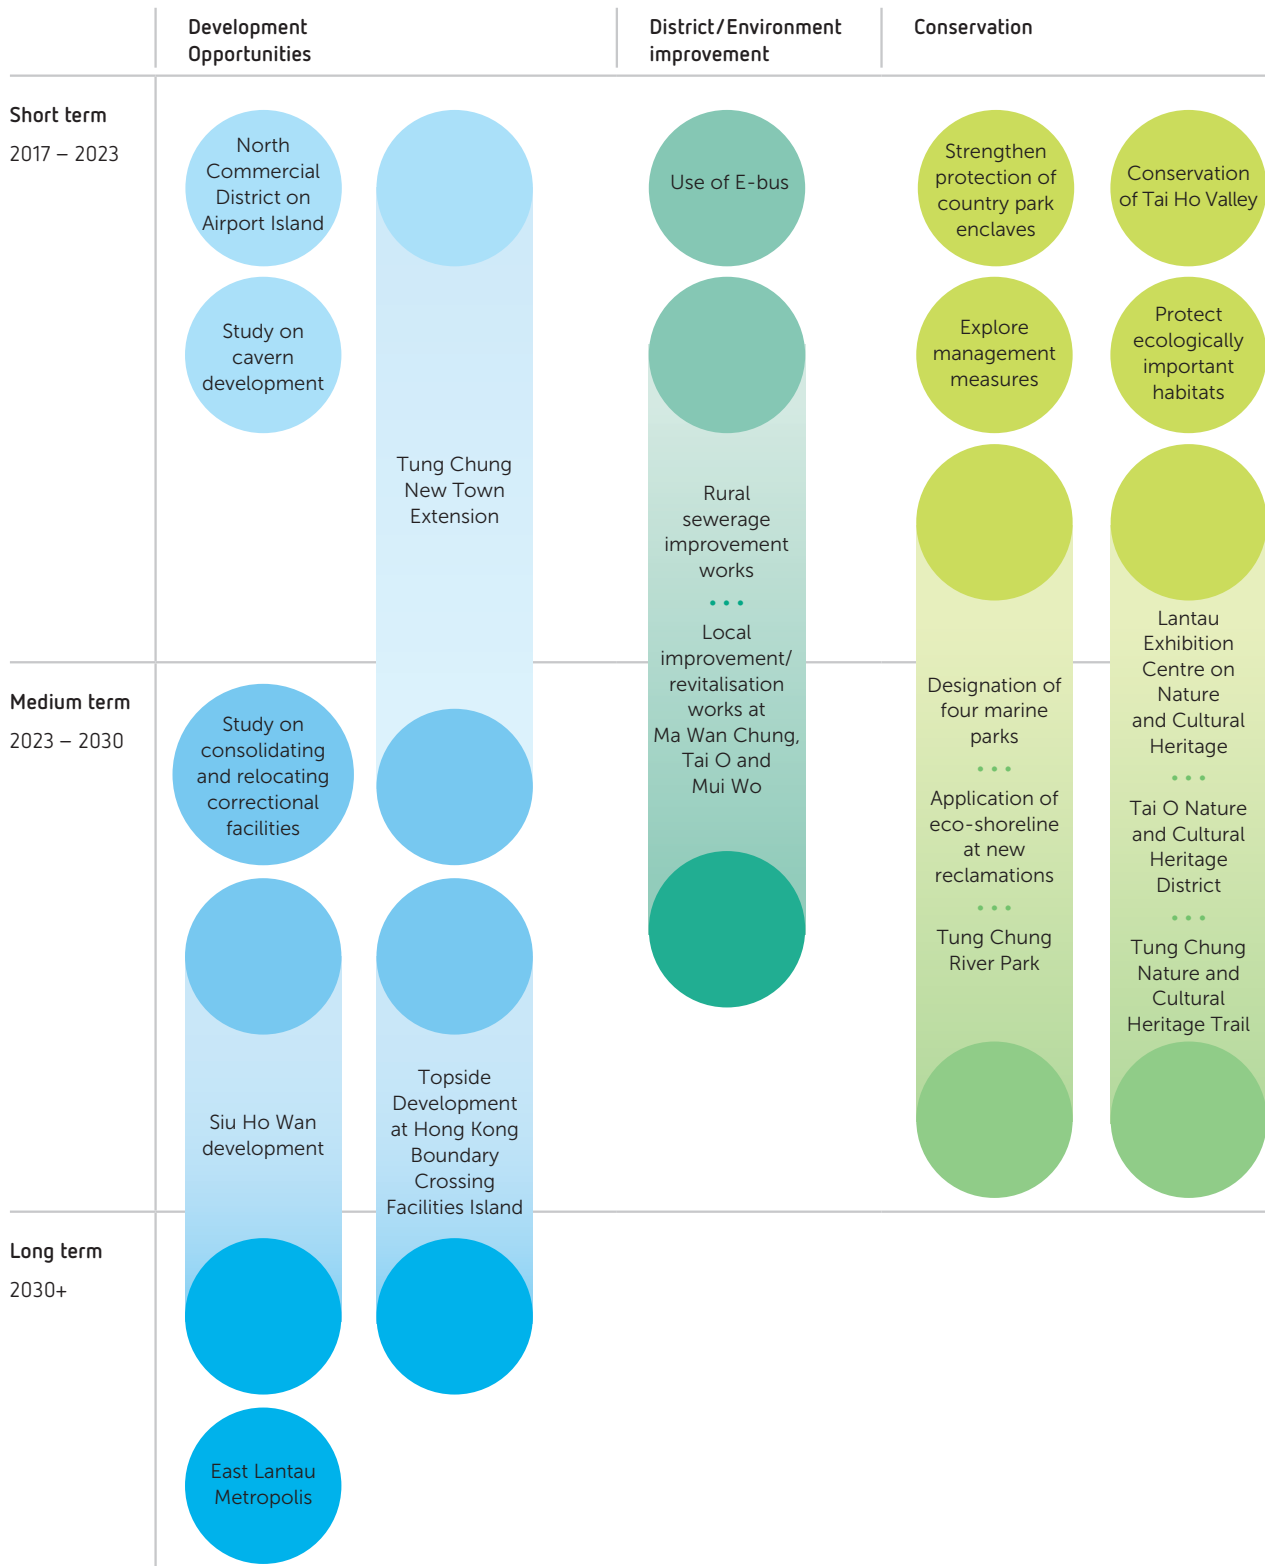 Development
Opportunities
District/Environment
improvement
Conservation
Short term
2017 – 2023
North
Commercial
District on
Airport Island
Study on
cavern
development
Tung Chung
New Town
Extension
Use of E-bus
Rural
sewerage
improvement
works
•••
Local
improvement/
revitalisation
works at
Ma Wan Chung,
Tai O and
Mui Wo
Strengthen
protection of
country park
enclaves
Conservation
of Tai Ho Valley
Explore
management
measures
Protect
ecologically
important
habitats
Designation of
four marine
parks
•••
Application of
eco-shoreline
at new
reclamations
•••
Tung Chung
River Park
Lantau
Exhibition
Centre on
Nature
and Cultural
Heritage
•••
Tai O Nature
and Cultural
Heritage
District
•••
Tung Chung
Nature and
Cultural
Heritage Trail
Medium term
2023 – 2030
Study on
consolidating
and relocating
correctional
facilities
Siu Ho Wan
development
Topside
Development
at Hong Kong
Boundary
Crossing
Facilities Island
Long term
2030+
East Lantau
Metropolis